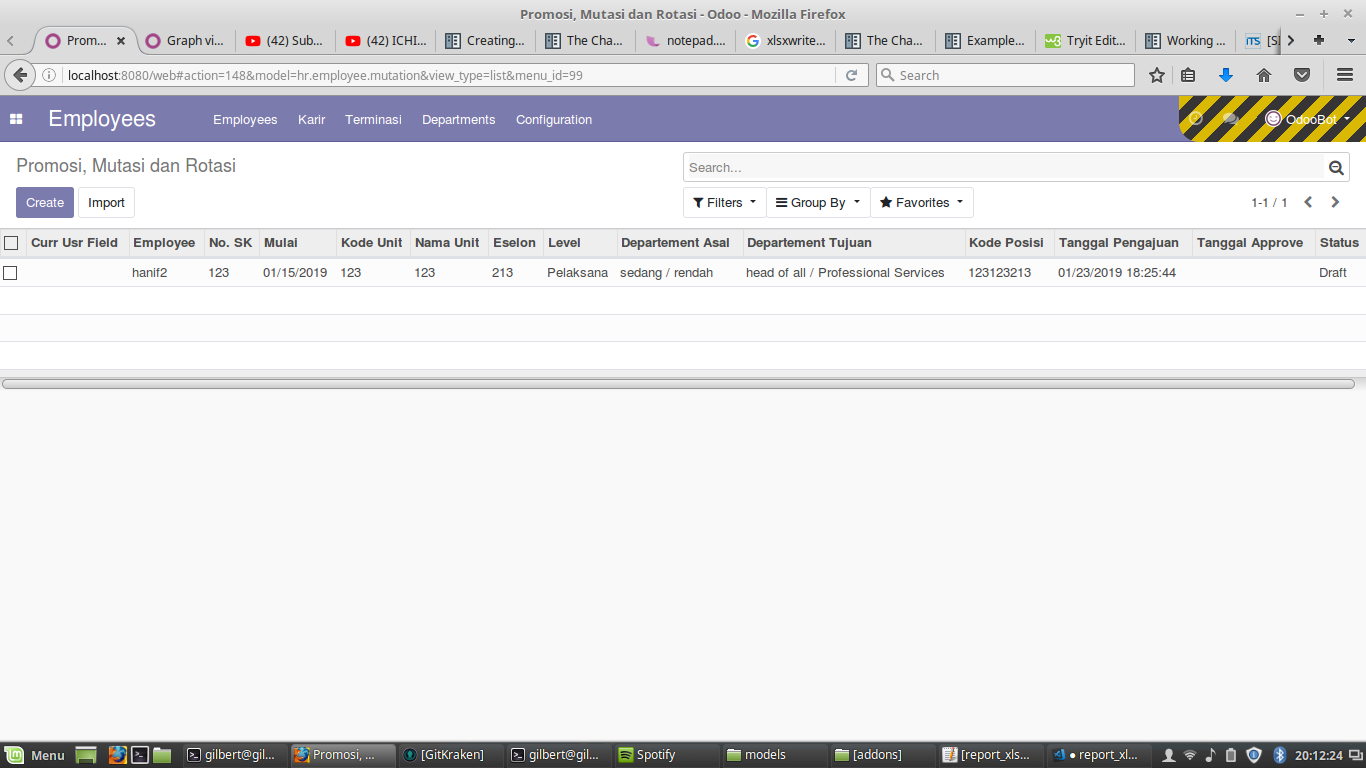 Promosi, Mutasi dan Rotasi - Odoo - Mozilla Firefox
Prom... Graph vi... (42) Sub... (42) ICHI... Creating... The Cha... notepad.... xlsxwrite... The Cha... Example... Tryit Edit... Working ... ITS
localhost:8080/web#action=148&model=hr.employee.mutation&view_type=list&menu_id=99 Search
Employees Employees Karir Terminasi Departments Configuration OdooBot
Promosi, Mutasi dan Rotasi Search...
Create Import Filters Group By Favorites 1-1 / 1
Curr Usr Field Employee No. SK Mulai Kode Unit Nama Unit Eselon Level Departement Asal Departement Tujuan Kode Posisi Tanggal Pengajuan Tanggal Approve Status
hanif2 123 01/15/2019 123 123 213 Pelaksana sedang / rendah head of all / Professional Services 123123213 01/23/2019 18:25:44 Draft
Menu gilbert@gil... Promosi, ... [GitKraken] gilbert@gil... Spotify models [addons] [report_xls... ● report_xl... 20:12:24